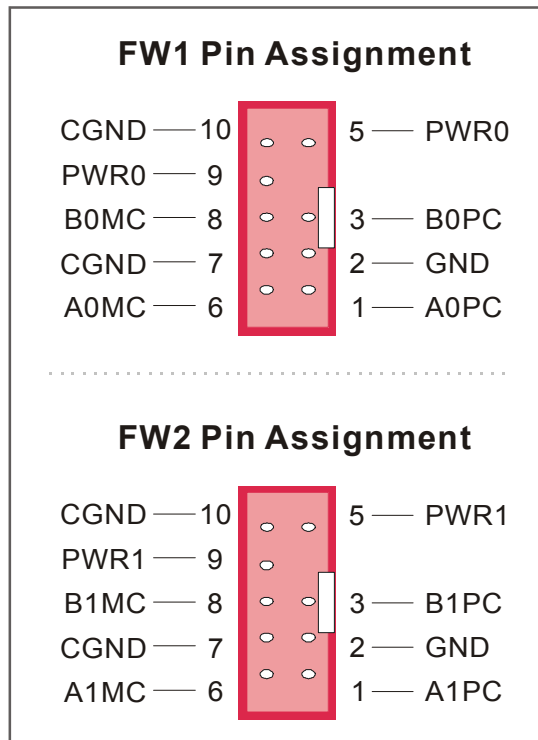 FW1 Pin Assignment
CGND 10 5 PWR0
PWR0 9
B0MC 8 3 B0PC
CGND 7 2 GND
A0MC 6 1 A0PC
FW2 Pin Assignment
CGND 10 5 PWR1
PWR1 9
B1MC 8 3 B1PC
CGND 7 2 GND
A1MC 6 1 A1PC